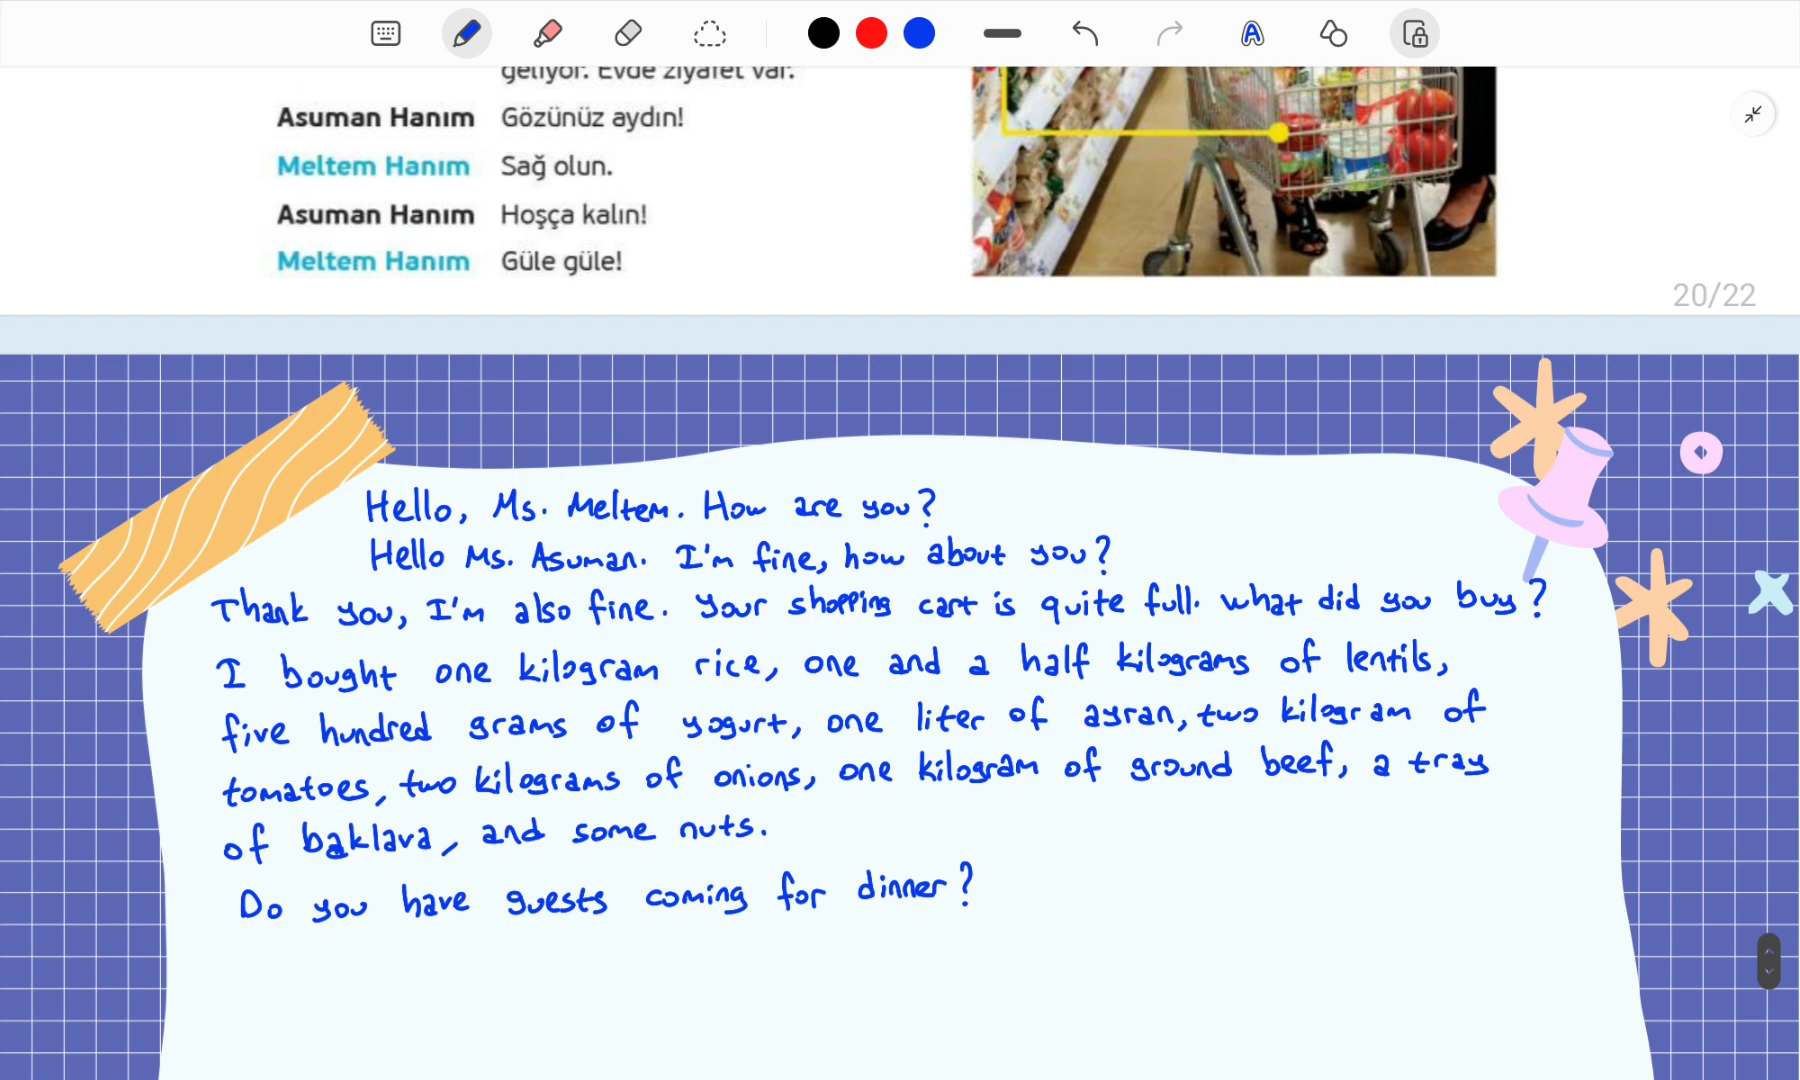 geliyor. Evde ziyafet var.
Asuman Hanım Gözünüz aydın!
Meltem Hanım Sağ olun.
Asuman Hanım Hoşça kalın!
Meltem Hanım Güle güle!
20/22
Hello, Ms. Meltem. How are you?
Hello Ms. Asuman. I'm fine, how about you?
Thank you, I'm also fine. Your shopping cart is quite full. What did you buy?
I bought one kilogram rice, one and a half kilograms of lentils,
five hundred grams of yogurt, one liter of ayran, two kilogram of
tomatoes, two kilograms of onions, one kilogram of ground beef, a tray
of baklava, and some nuts.
Do you have guests coming for dinner?